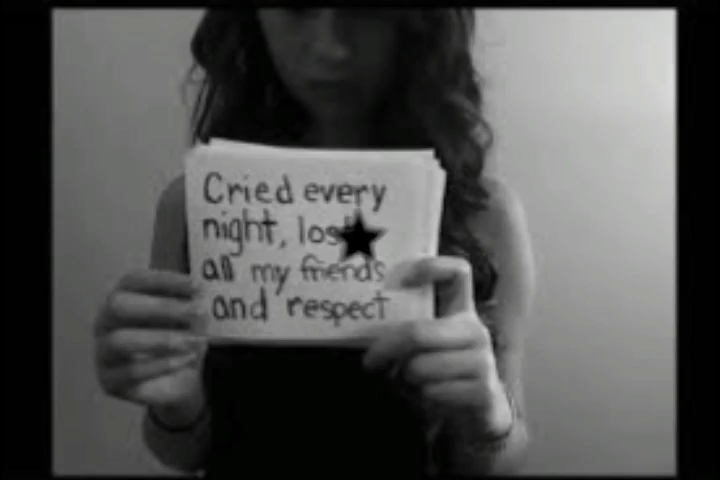 Cried every
night, lost
all my friends
and respect